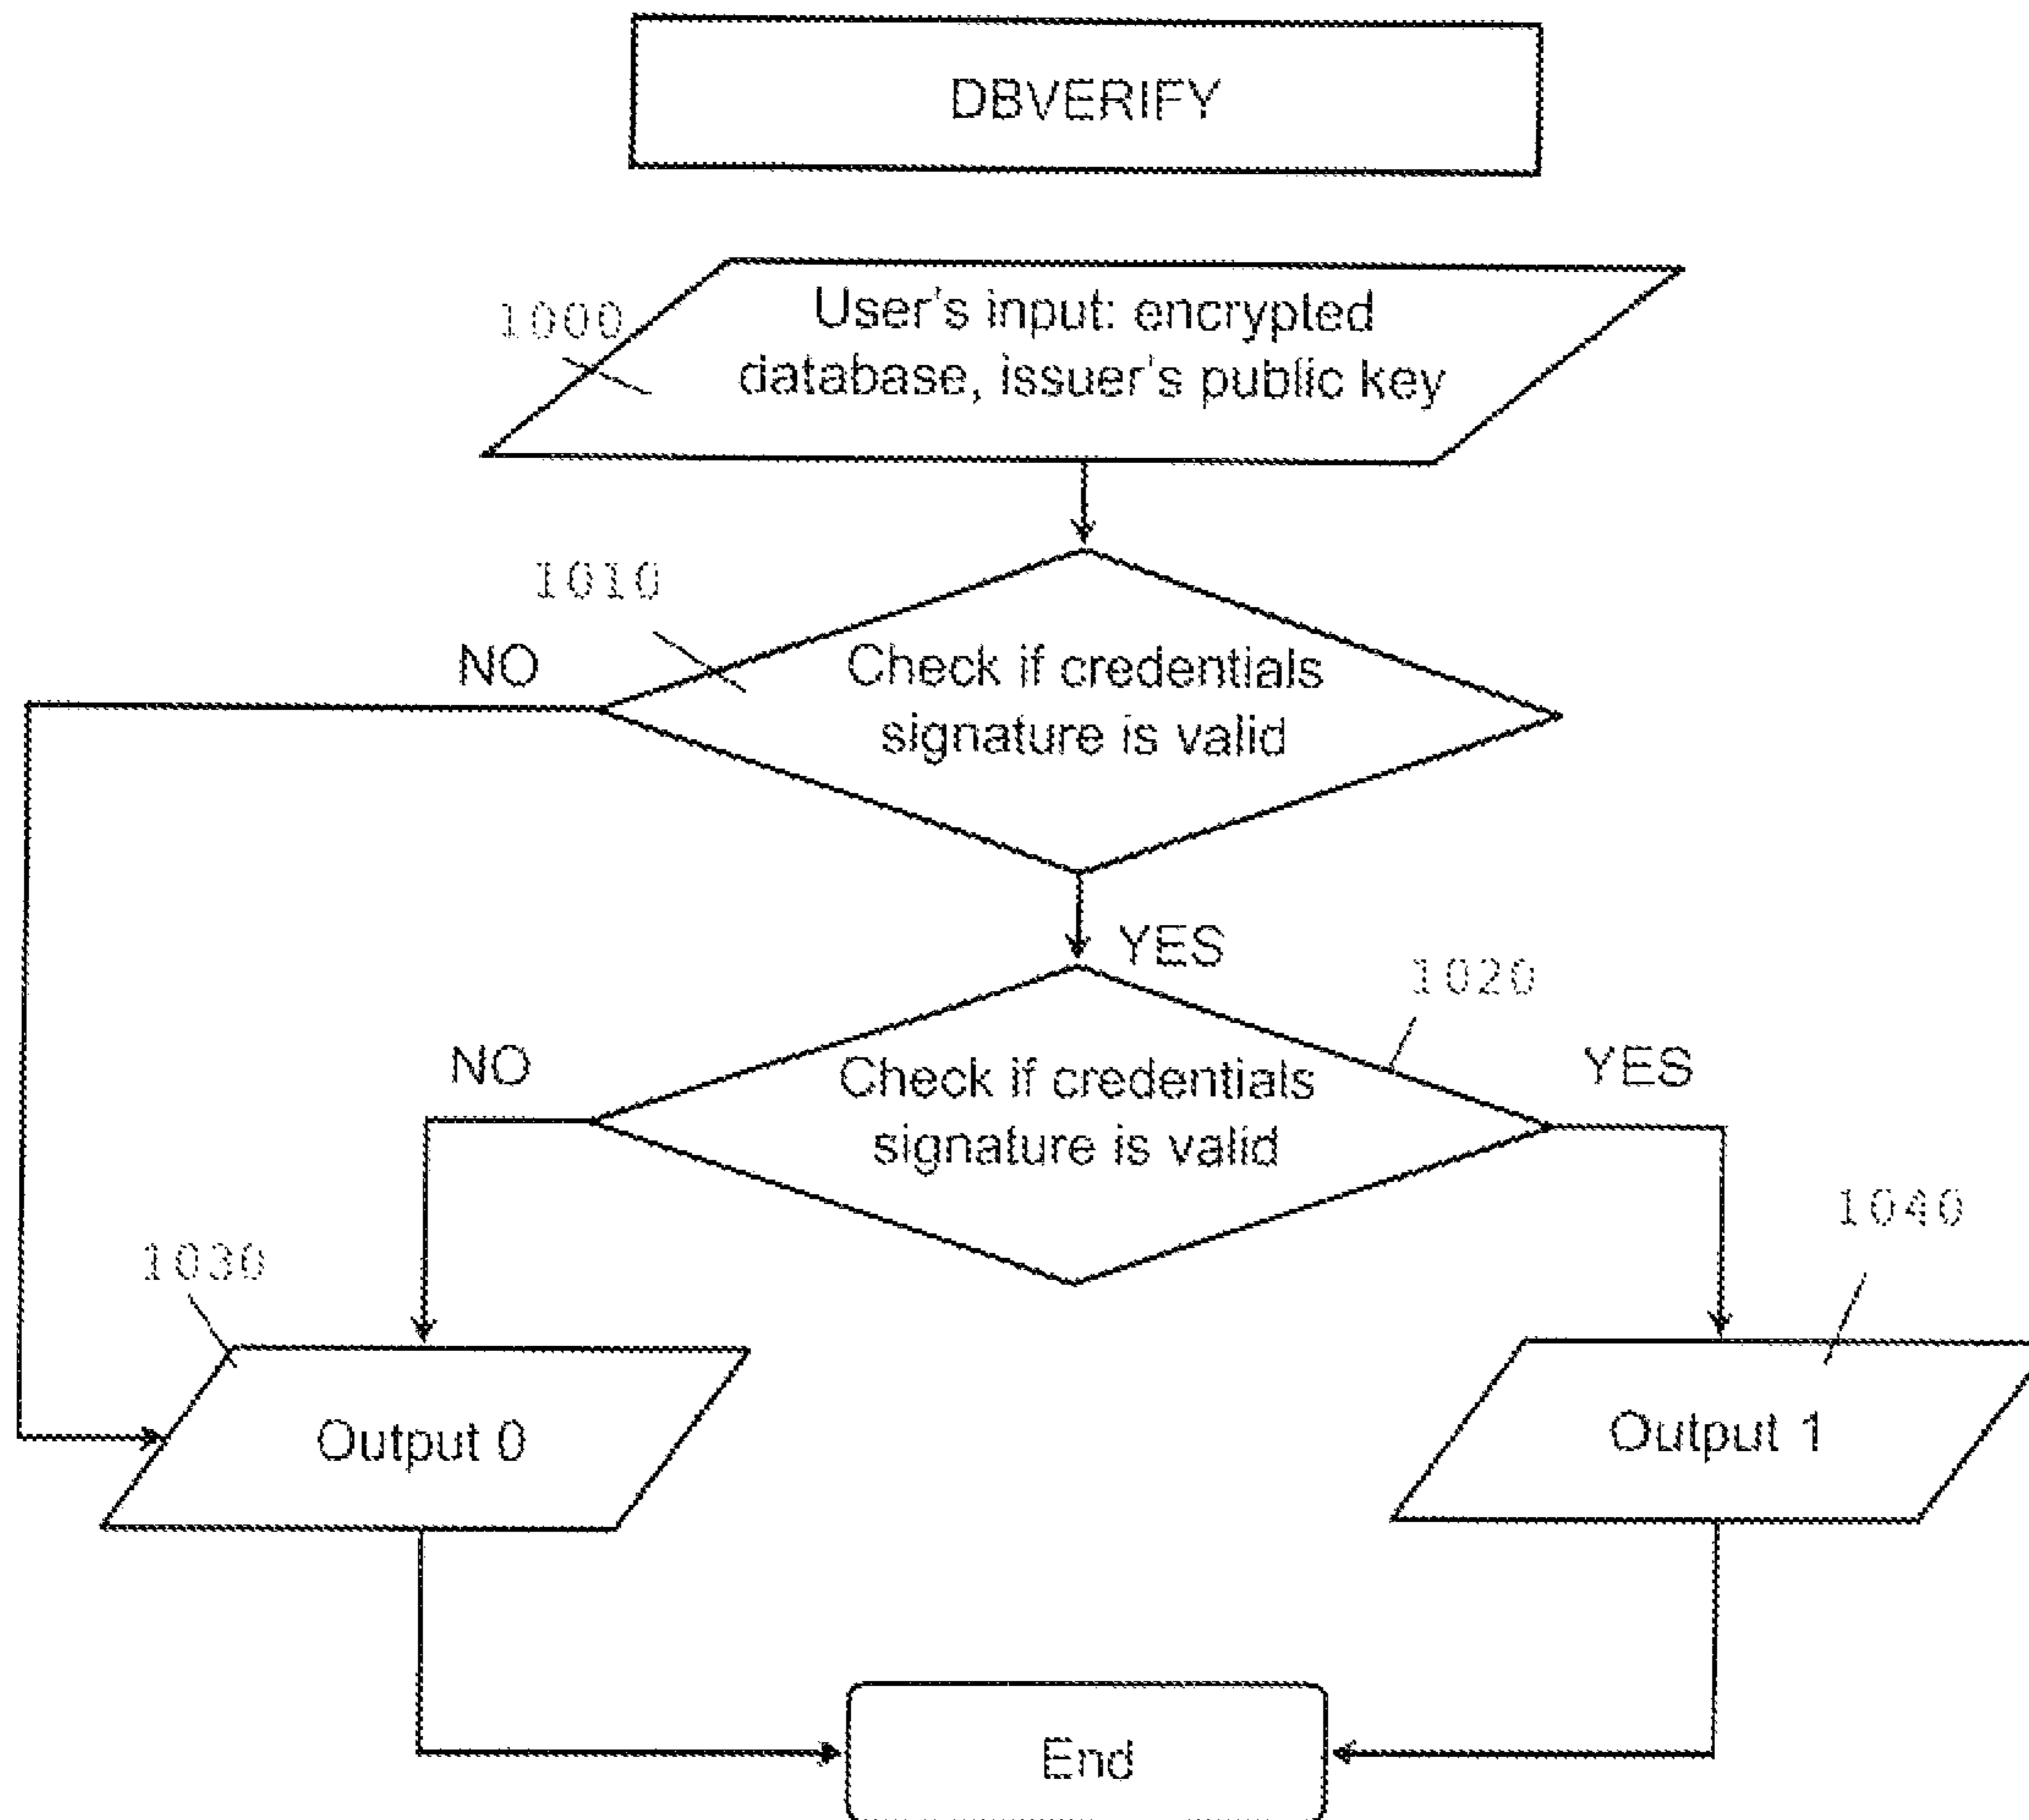 DBVERIFY
1000
User's input: encrypted
database, issuer's public key
1010
NO
Check if credentials
signature is valid
YES
1020
NO
Check if credentials
signature is valid
YES
1030
1040
Output 0
Output 1
End